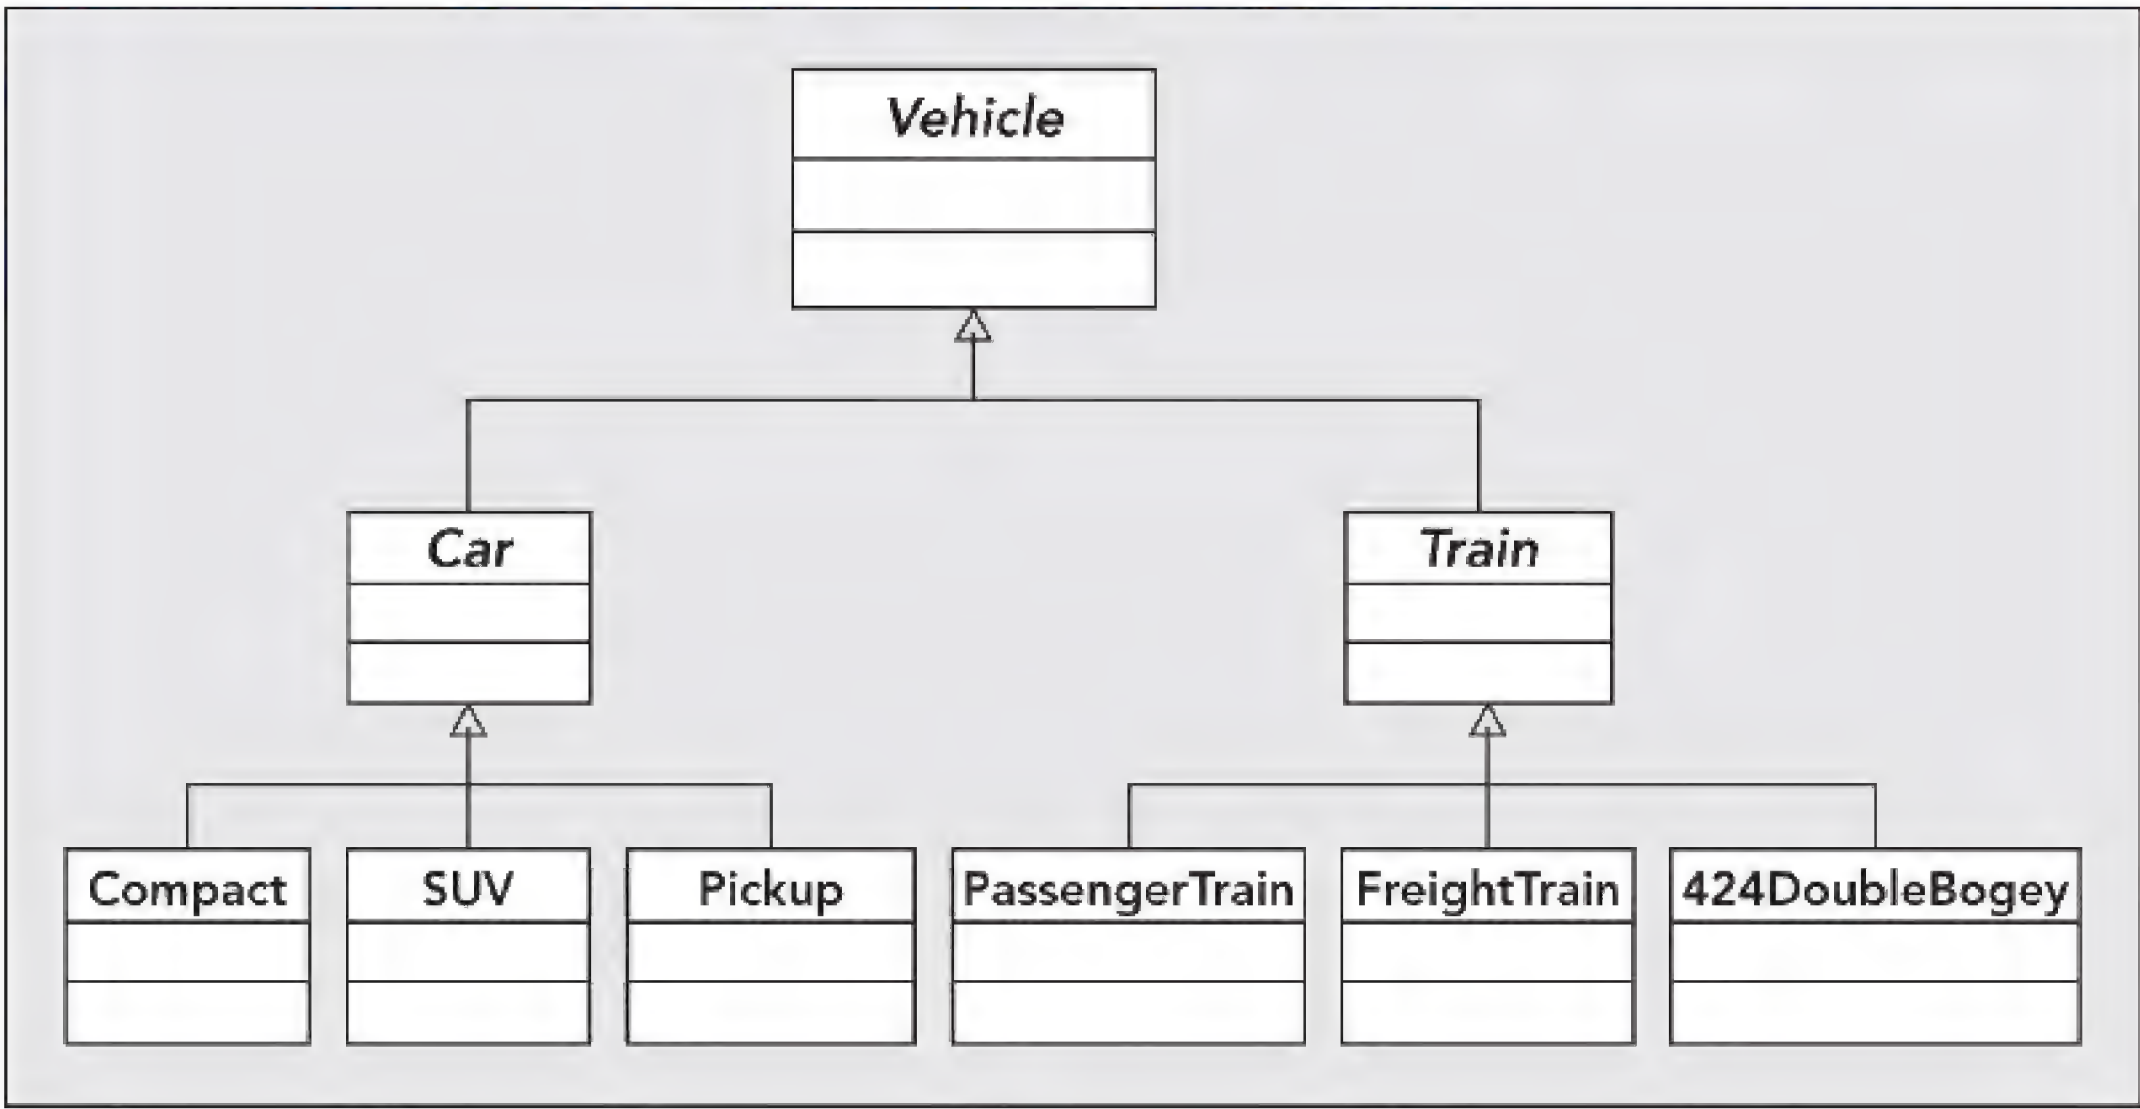 Vehicle
Car
Train
Compact
SUV
Pickup
PassengerTrain
FreightTrain
424DoubleBogey